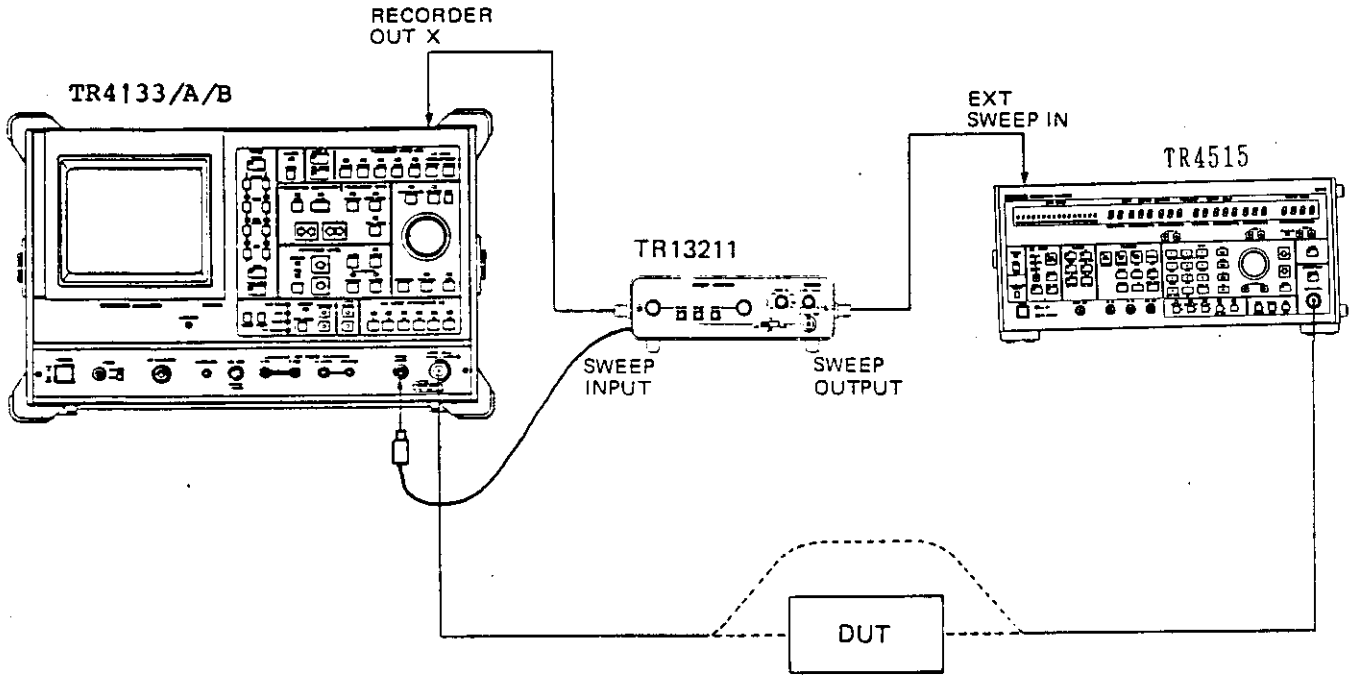 RECORDER
OUT X
TR4133/A/B
EXT
SWEEP IN
TR4515
TR13211
SWEEP
INPUT
SWEEP
OUTPUT
DUT